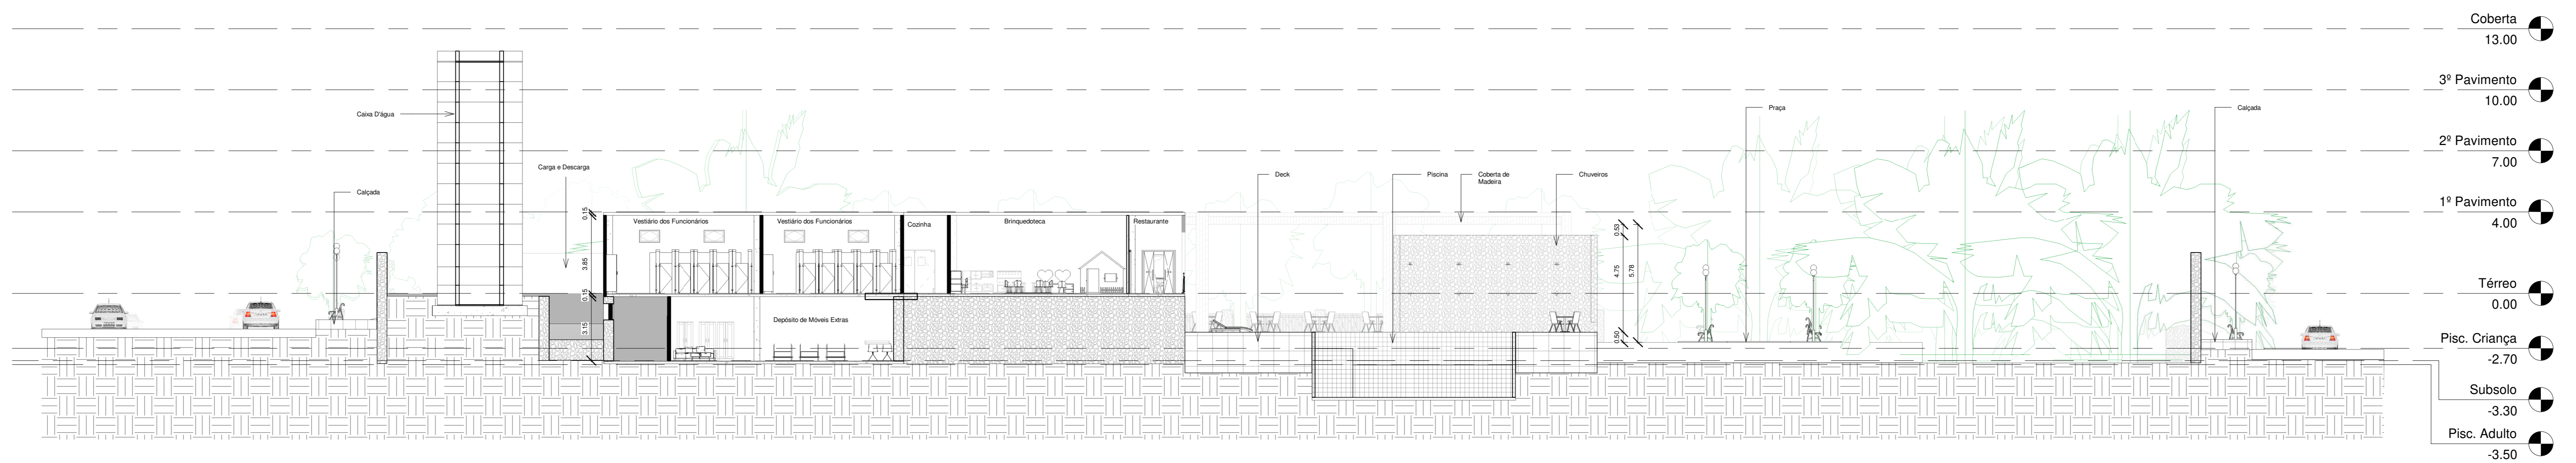 Coberta
13.00
3º Pavimento
10.00
Caixa D'água
Praça
Calçada
2º Pavimento
7.00
Carga e Descarga
Deck
Piscina
Coberta de
Madeira
Chuveiros
Calçada
1º Pavimento
4.00
0.15
Vestiário dos Funcionários
Vestiário dos Funcionários
Cozinha
Brinquedoteca
Restaurante
0.53
3.85
4.75
5.78
Térreo
0.00
0.15
3.15
Depósito de Móveis Extras
0.50
Pisc. Criança
-2.70
Subsolo
-3.30
Pisc. Adulto
-3.50